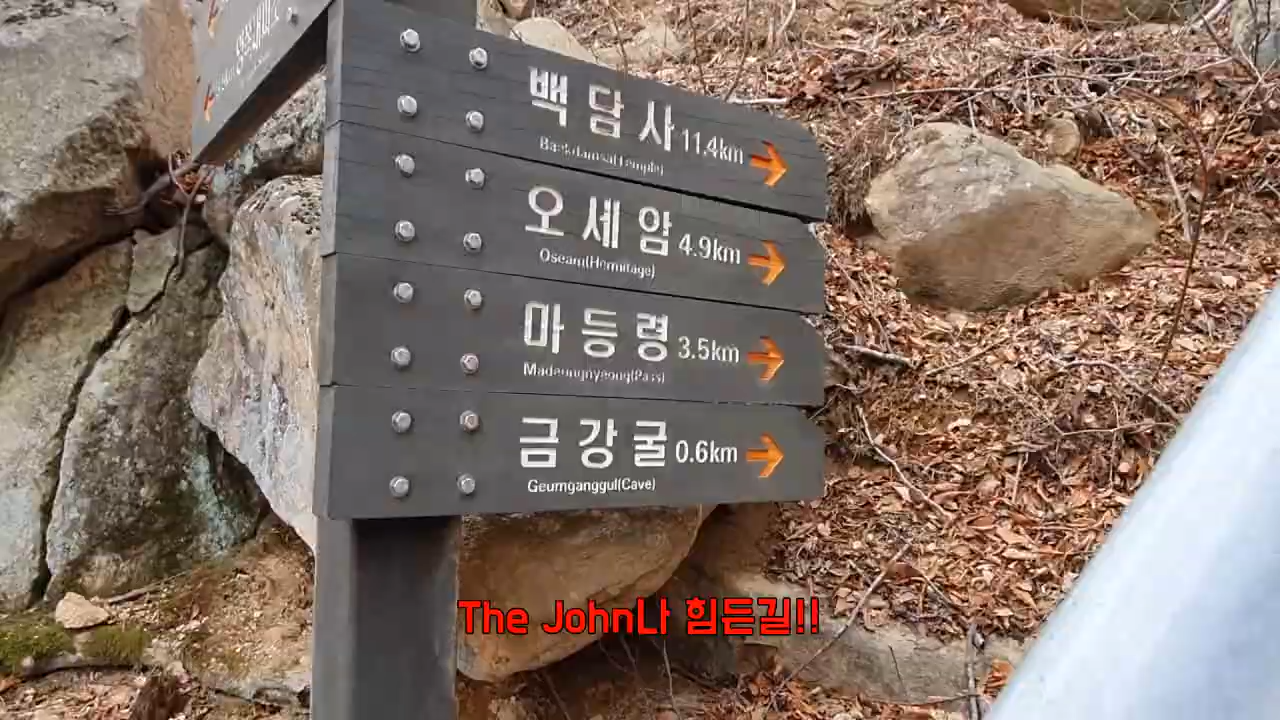 백담사 11.4km
Baekdamsa(Temple)
오세암 4.9km
Oseam(Hermitage)
마등령 3.5km
Madeungnyeong(Pass)
금강굴 0.6km
Geumganggul(Cave)
The John나 힘든길!!